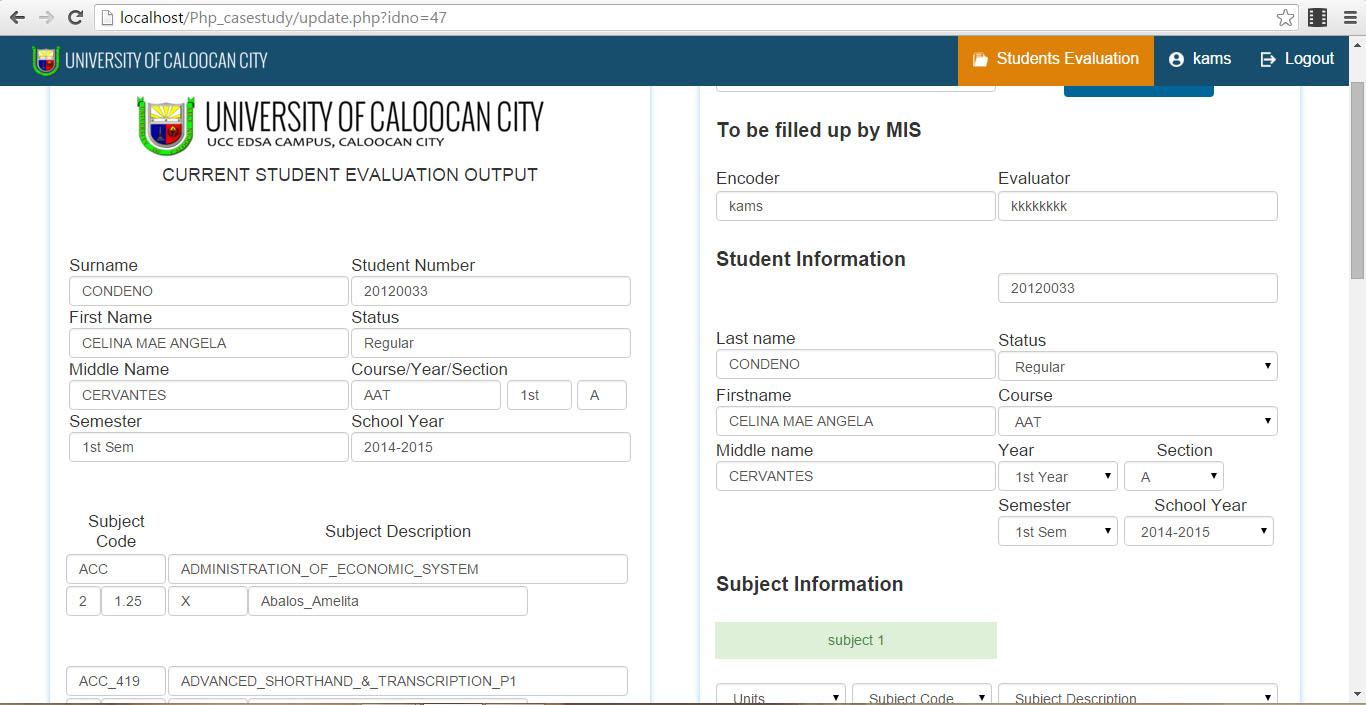 localhost/Php_casestudy/update.php?idno=47
UNIVERSITY OF CALOOCAN CITY
Students Evaluation
kams
Logout
UNIVERSITY OF CALOOCAN CITY
UCC EDSA CAMPUS, CALOOCAN CITY
CURRENT STUDENT EVALUATION OUTPUT
Surname Student Number
CONDENO 20120033
First Name Status
CELINA MAE ANGELA Regular
Middle Name Course/Year/Section
CERVANTES AAT 1st A
Semester School Year
1st Sem 2014-2015
Subject Code Subject Description
ACC ADMINISTRATION_OF_ECONOMIC_SYSTEM
2 1.25 X Abalos_Amelita
ACC_419 ADVANCED_SHORTHAND_&_TRANSCRIPTION_P1
To be filled up by MIS
Encoder Evaluator
kams kkkkkkkk
Student Information
20120033
Last name Status
CONDENO Regular
Firstname Course
CELINA MAE ANGELA AAT
Middle name Year Section
CERVANTES 1st Year A
Semester School Year
1st Sem 2014-2015
Subject Information
subject 1
Units Subject Code Subject Description